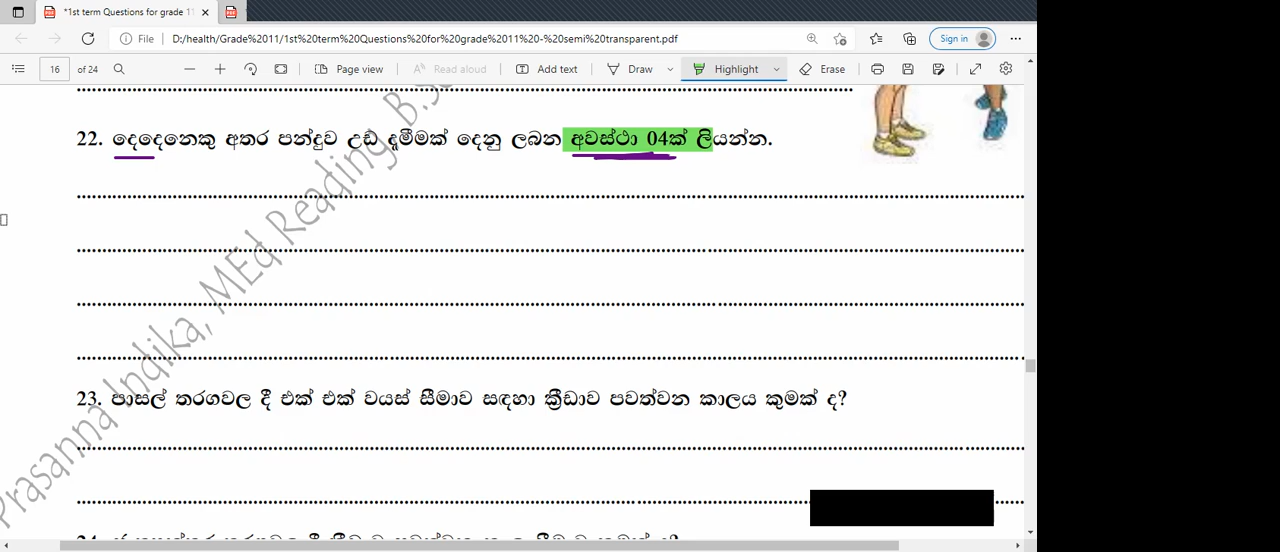 *1st term Questions for grade 11
File D:/health/Grade%2011/1st%20term%20Questions%20for%20grade%2011%20-%20semi%20transparent.pdf Sign in
16 of 24 Page view Read aloud Add text Draw Highlight Erase
22. දෙදෙනෙකු අතර පන්දුව උඩ දැමීමක් දෙනු ලබන අවස්ථා 04ක් ලියන්න.
Prasanna Indika, MEd Reading, B.Sc
23. පාසල් තරගවල දී එක් එක් වයස් සීමාව සඳහා ක්‍රීඩාව පවත්වන කාලය කුමක් ද?